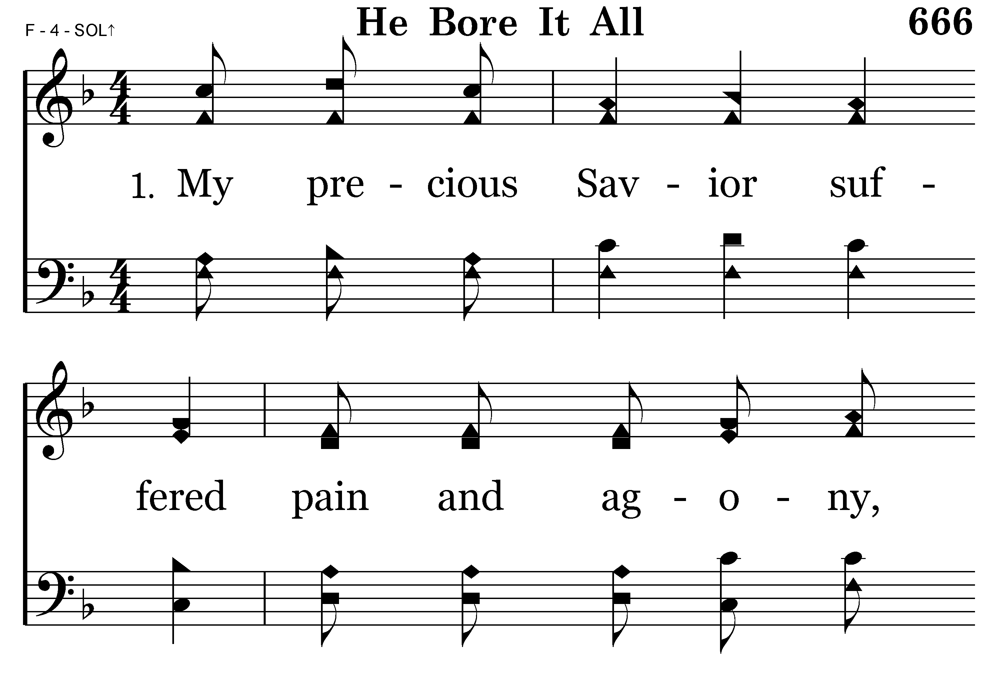 He Bore It All 666
F - 4 - SOL↑
1. My pre - cious Sav - ior suf -
fered pain and ag - o - ny,